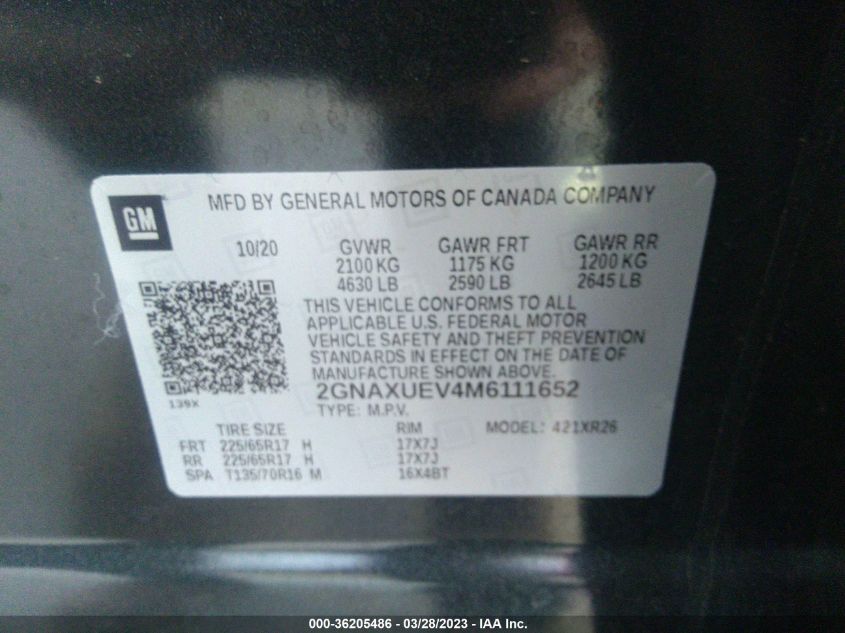 GM
MFD BY GENERAL MOTORS OF CANADA COMPANY
10/20 GVWR GAWR FRT GAWR RR
2100 KG 1175 KG 1200 KG
4630 LB 2590 LB 2645 LB
THIS VEHICLE CONFORMS TO ALL
APPLICABLE U.S. FEDERAL MOTOR
VEHICLE SAFETY AND THEFT PREVENTION
STANDARDS IN EFFECT ON THE DATE OF
MANUFACTURE SHOWN ABOVE.
2GNAXUEV4M6111652
139X
TYPE: M.P.V.
TIRE SIZE RIM MODEL: 421XR26
FRT 225/65R17 H 17X7J
RR 225/65R17 H 17X7J
SPA T135/70R16 M 16X4BT
000-36205486 - 03/28/2023 - IAA Inc.